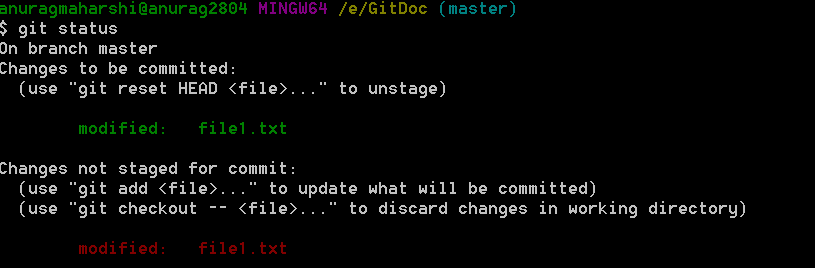 anuragmaharshi@anurag2804 MINGW64 /e/GitDoc (master)
$ git status
On branch master
Changes to be committed:
  (use "git reset HEAD <file>..." to unstage)
        modified:   file1.txt
Changes not staged for commit:
  (use "git add <file>..." to update what will be committed)
  (use "git checkout -- <file>..." to discard changes in working directory)
        modified:   file1.txt